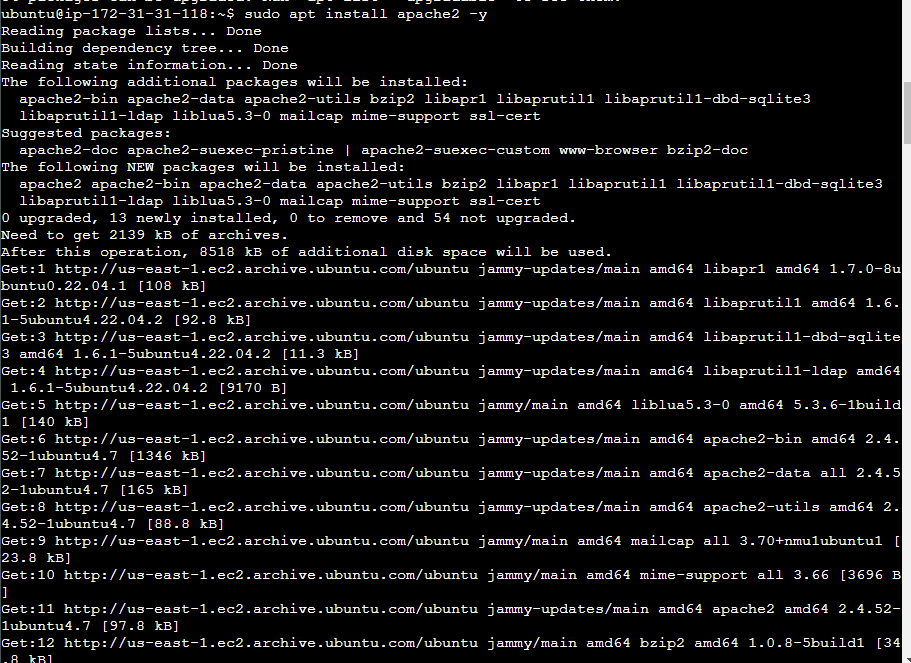 ubuntu@ip-172-31-31-118:~$ sudo apt install apache2 -y
Reading package lists... Done
Building dependency tree... Done
Reading state information... Done
The following additional packages will be installed:
  apache2-bin apache2-data apache2-utils bzip2 libapr1 libaprutil1 libaprutil1-dbd-sqlite3
  libaprutil1-ldap liblua5.3-0 mailcap mime-support ssl-cert
Suggested packages:
  apache2-doc apache2-suexec-pristine | apache2-suexec-custom www-browser bzip2-doc
The following NEW packages will be installed:
  apache2 apache2-bin apache2-data apache2-utils bzip2 libapr1 libaprutil1 libaprutil1-dbd-sqlite3
  libaprutil1-ldap liblua5.3-0 mailcap mime-support ssl-cert
0 upgraded, 13 newly installed, 0 to remove and 54 not upgraded.
Need to get 2139 kB of archives.
After this operation, 8518 kB of additional disk space will be used.
Get:1 http://us-east-1.ec2.archive.ubuntu.com/ubuntu jammy-updates/main amd64 libapr1 amd64 1.7.0-8u
buntu0.22.04.1 [108 kB]
Get:2 http://us-east-1.ec2.archive.ubuntu.com/ubuntu jammy-updates/main amd64 libaprutil1 amd64 1.6.
1-5ubuntu4.22.04.2 [92.8 kB]
Get:3 http://us-east-1.ec2.archive.ubuntu.com/ubuntu jammy-updates/main amd64 libaprutil1-dbd-sqlite
3 amd64 1.6.1-5ubuntu4.22.04.2 [11.3 kB]
Get:4 http://us-east-1.ec2.archive.ubuntu.com/ubuntu jammy-updates/main amd64 libaprutil1-ldap amd64
 1.6.1-5ubuntu4.22.04.2 [9170 B]
Get:5 http://us-east-1.ec2.archive.ubuntu.com/ubuntu jammy/main amd64 liblua5.3-0 amd64 5.3.6-1build
1 [140 kB]
Get:6 http://us-east-1.ec2.archive.ubuntu.com/ubuntu jammy-updates/main amd64 apache2-bin amd64 2.4.
52-1ubuntu4.7 [1346 kB]
Get:7 http://us-east-1.ec2.archive.ubuntu.com/ubuntu jammy-updates/main amd64 apache2-data all 2.4.5
2-1ubuntu4.7 [165 kB]
Get:8 http://us-east-1.ec2.archive.ubuntu.com/ubuntu jammy-updates/main amd64 apache2-utils amd64 2.
4.52-1ubuntu4.7 [88.8 kB]
Get:9 http://us-east-1.ec2.archive.ubuntu.com/ubuntu jammy/main amd64 mailcap all 3.70+nmu1ubuntu1 [
23.8 kB]
Get:10 http://us-east-1.ec2.archive.ubuntu.com/ubuntu jammy/main amd64 mime-support all 3.66 [3696 B
]
Get:11 http://us-east-1.ec2.archive.ubuntu.com/ubuntu jammy-updates/main amd64 apache2 amd64 2.4.52-
1ubuntu4.7 [97.8 kB]
Get:12 http://us-east-1.ec2.archive.ubuntu.com/ubuntu jammy/main amd64 bzip2 amd64 1.0.8-5build1 [34
.8 kB]